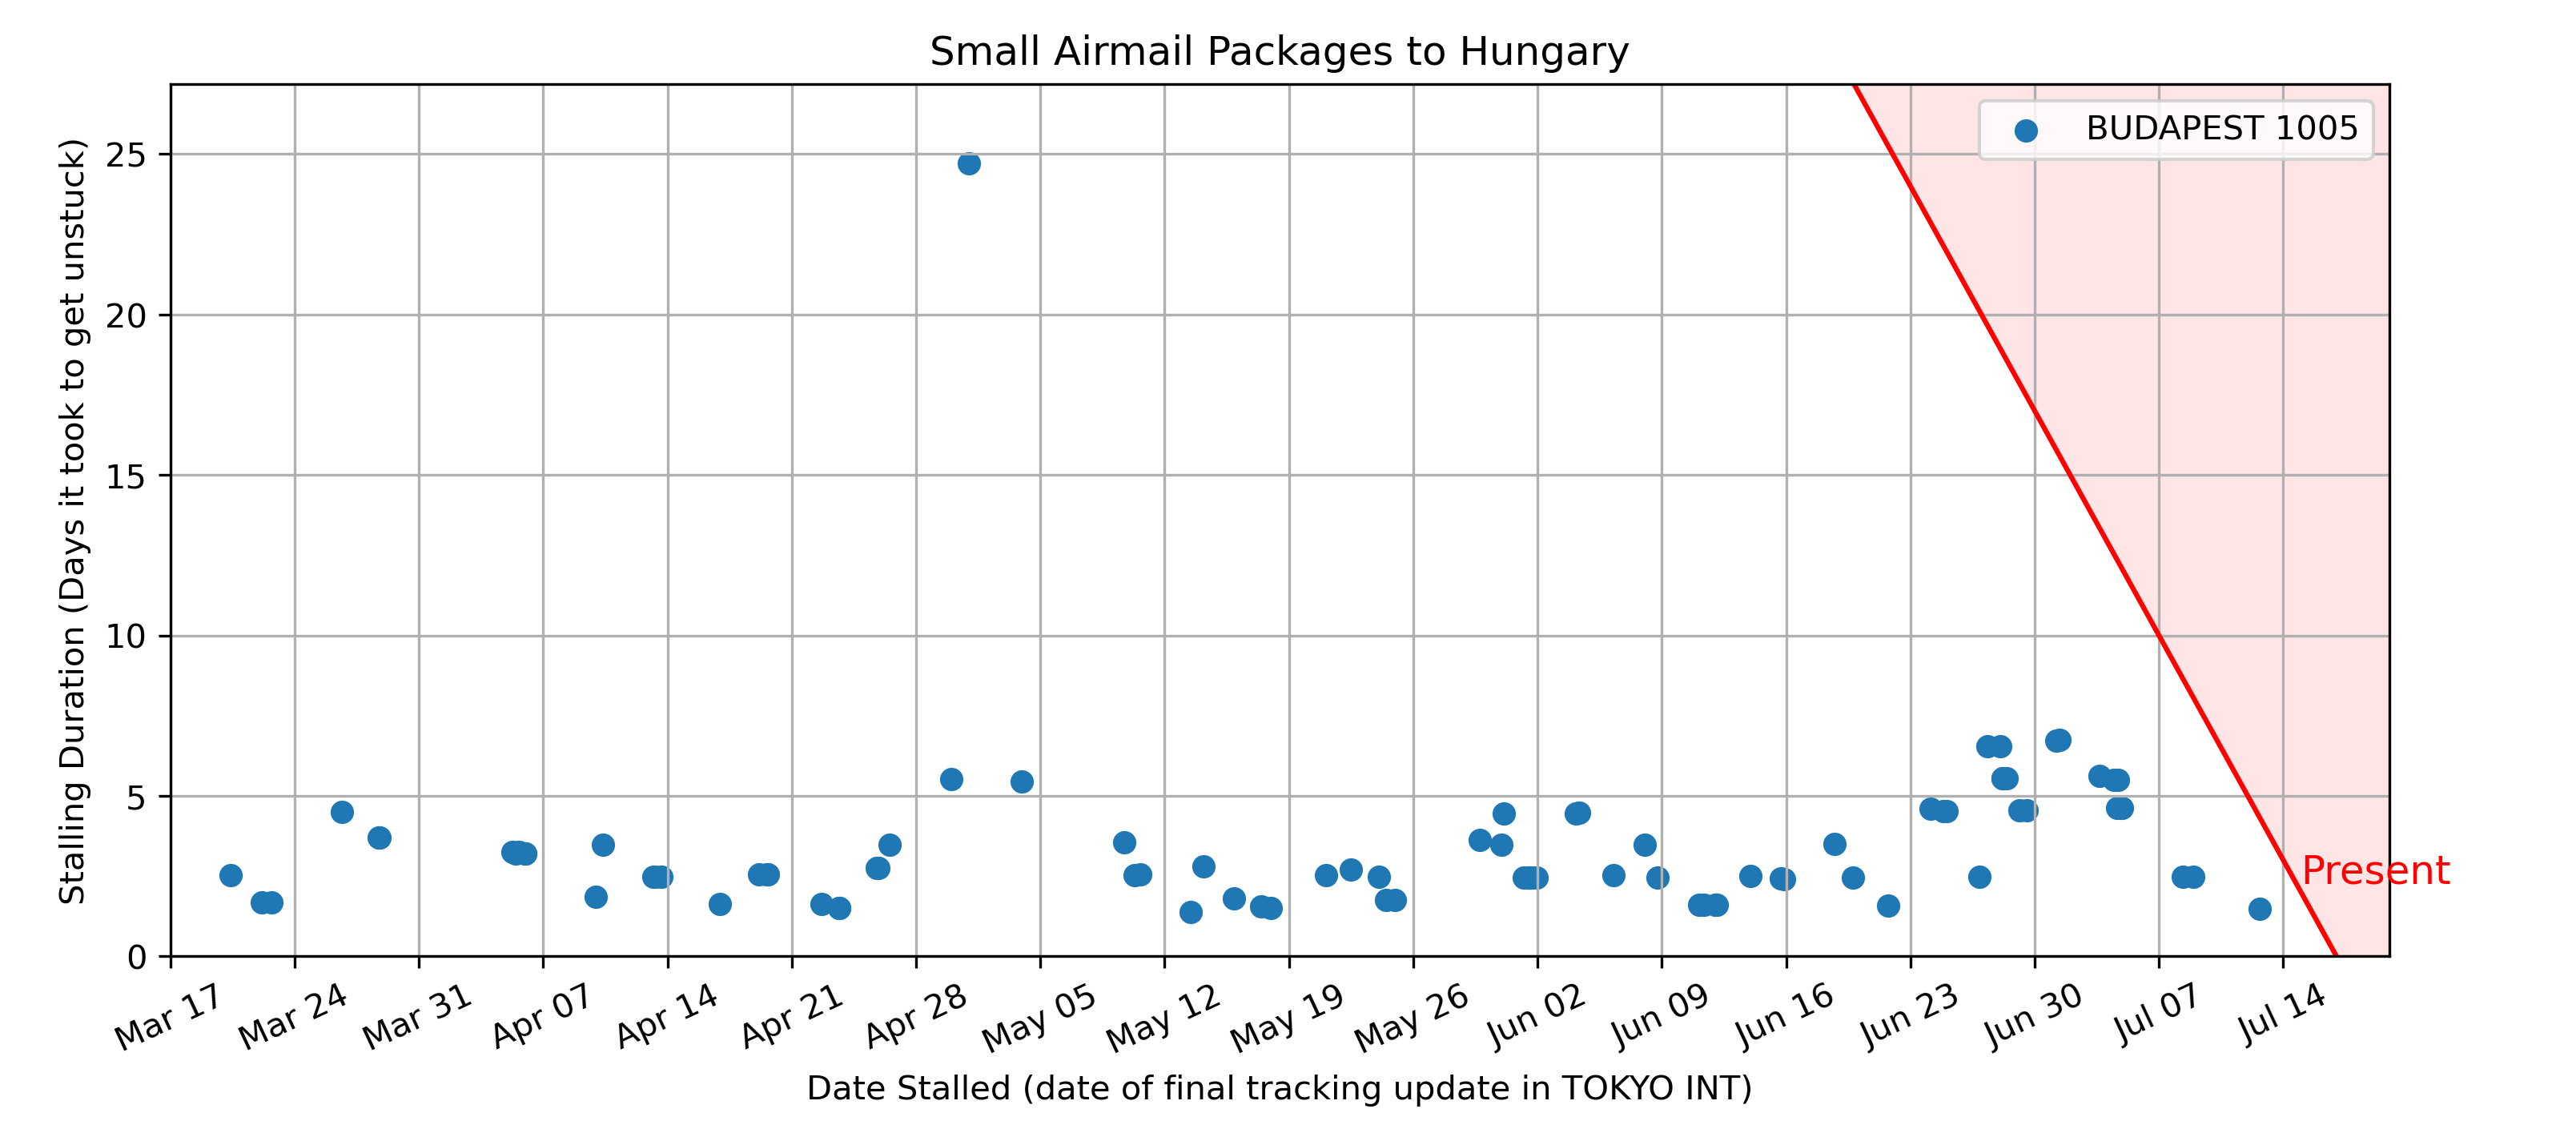 Small Airmail Packages to Hungary
BUDAPEST 1005
Stalling Duration (Days it took to get unstuck)
25
20
15
10
5
0
Present
Mar 17
Mar 24
Mar 31
Apr 07
Apr 14
Apr 21
Apr 28
May 05
May 12
May 19
May 26
Jun 02
Jun 09
Jun 16
Jun 23
Jun 30
Jul 07
Jul 14
Date Stalled (date of final tracking update in TOKYO INT)